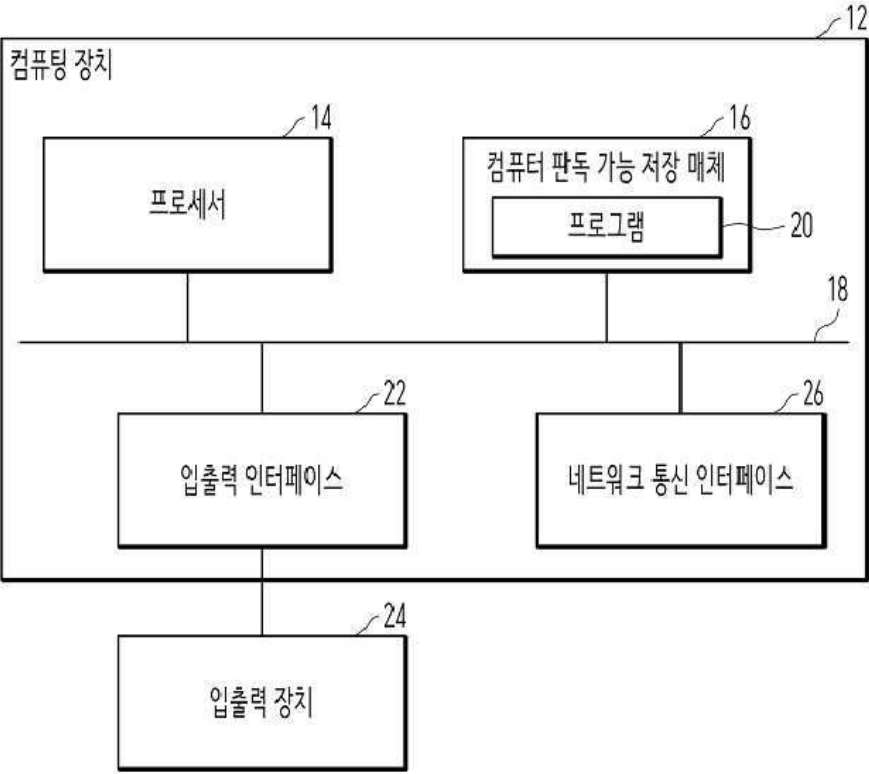 12
컴퓨팅 장치
14
프로세서
16
컴퓨터 판독 가능 저장 매체
프로그램
20
18
22
입출력 인터페이스
26
네트워크 통신 인터페이스
24
입출력 장치